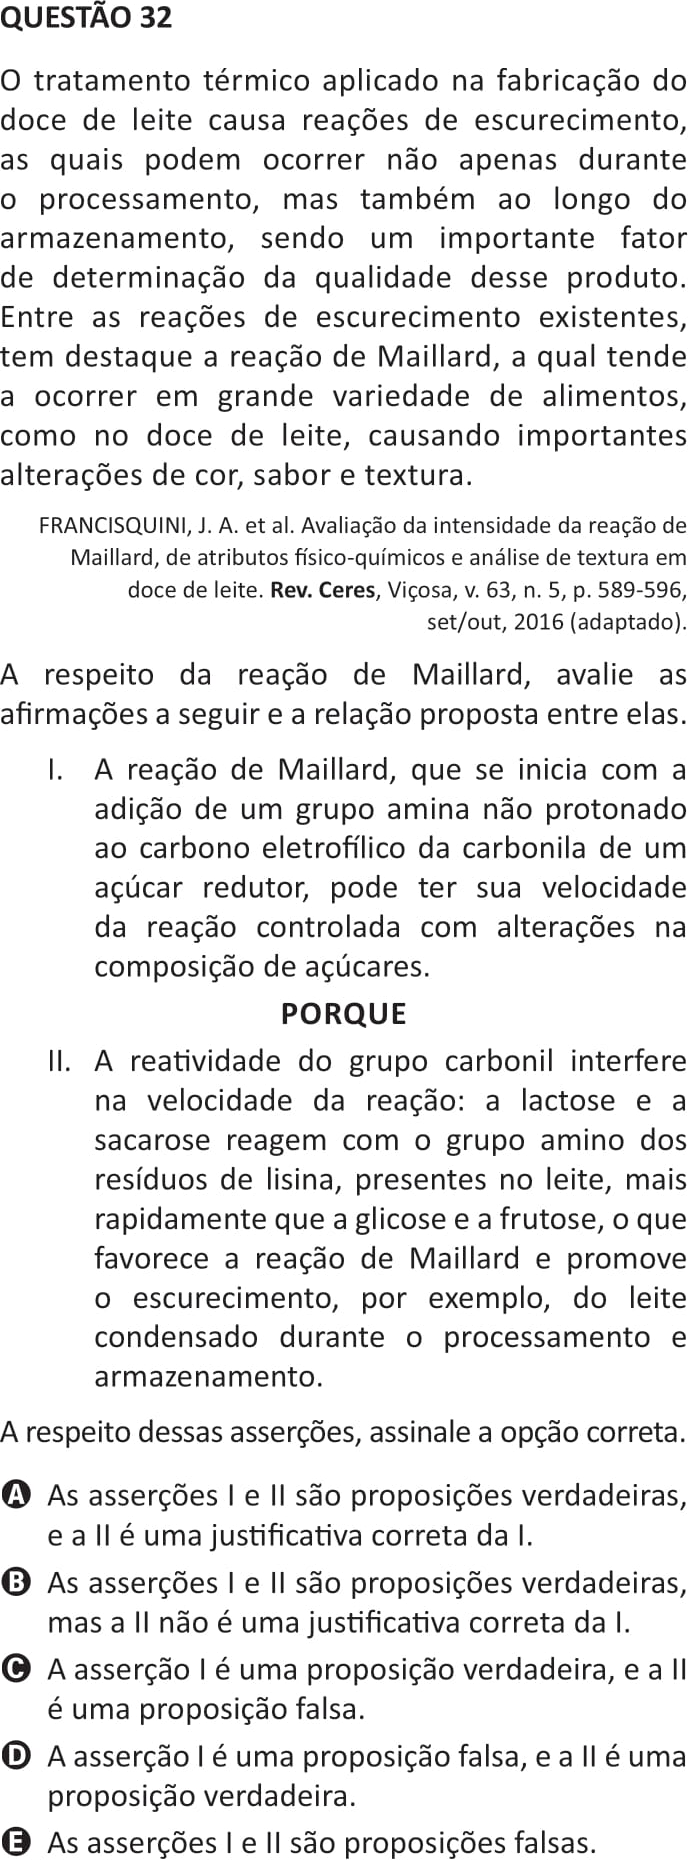 QUESTÃO 32
O tratamento térmico aplicado na fabricação do
doce de leite causa reações de escurecimento,
as quais podem ocorrer não apenas durante
o processamento, mas também ao longo do
armazenamento, sendo um importante fator
de determinação da qualidade desse produto.
Entre as reações de escurecimento existentes,
tem destaque a reação de Maillard, a qual tende
a ocorrer em grande variedade de alimentos,
como no doce de leite, causando importantes
alterações de cor, sabor e textura.
FRANCISQUINI, J. A. et al. Avaliação da intensidade da reação de
Maillard, de atributos físico-químicos e análise de textura em
doce de leite. Rev. Ceres, Viçosa, v. 63, n. 5, p. 589-596,
set/out, 2016 (adaptado).
A respeito da reação de Maillard, avalie as
afirmações a seguir e a relação proposta entre elas.
I. A reação de Maillard, que se inicia com a
adição de um grupo amina não protonado
ao carbono eletrofílico da carbonila de um
açúcar redutor, pode ter sua velocidade
da reação controlada com alterações na
composição de açúcares.
PORQUE
II. A reatividade do grupo carbonil interfere
na velocidade da reação: a lactose e a
sacarose reagem com o grupo amino dos
resíduos de lisina, presentes no leite, mais
rapidamente que a glicose e a frutose, o que
favorece a reação de Maillard e promove
o escurecimento, por exemplo, do leite
condensado durante o processamento e
armazenamento.
A respeito dessas asserções, assinale a opção correta.
A As asserções I e II são proposições verdadeiras,
e a II é uma justificativa correta da I.
B As asserções I e II são proposições verdadeiras,
mas a II não é uma justificativa correta da I.
C A asserção I é uma proposição verdadeira, e a II
é uma proposição falsa.
D A asserção I é uma proposição falsa, e a II é uma
proposição verdadeira.
E As asserções I e II são proposições falsas.